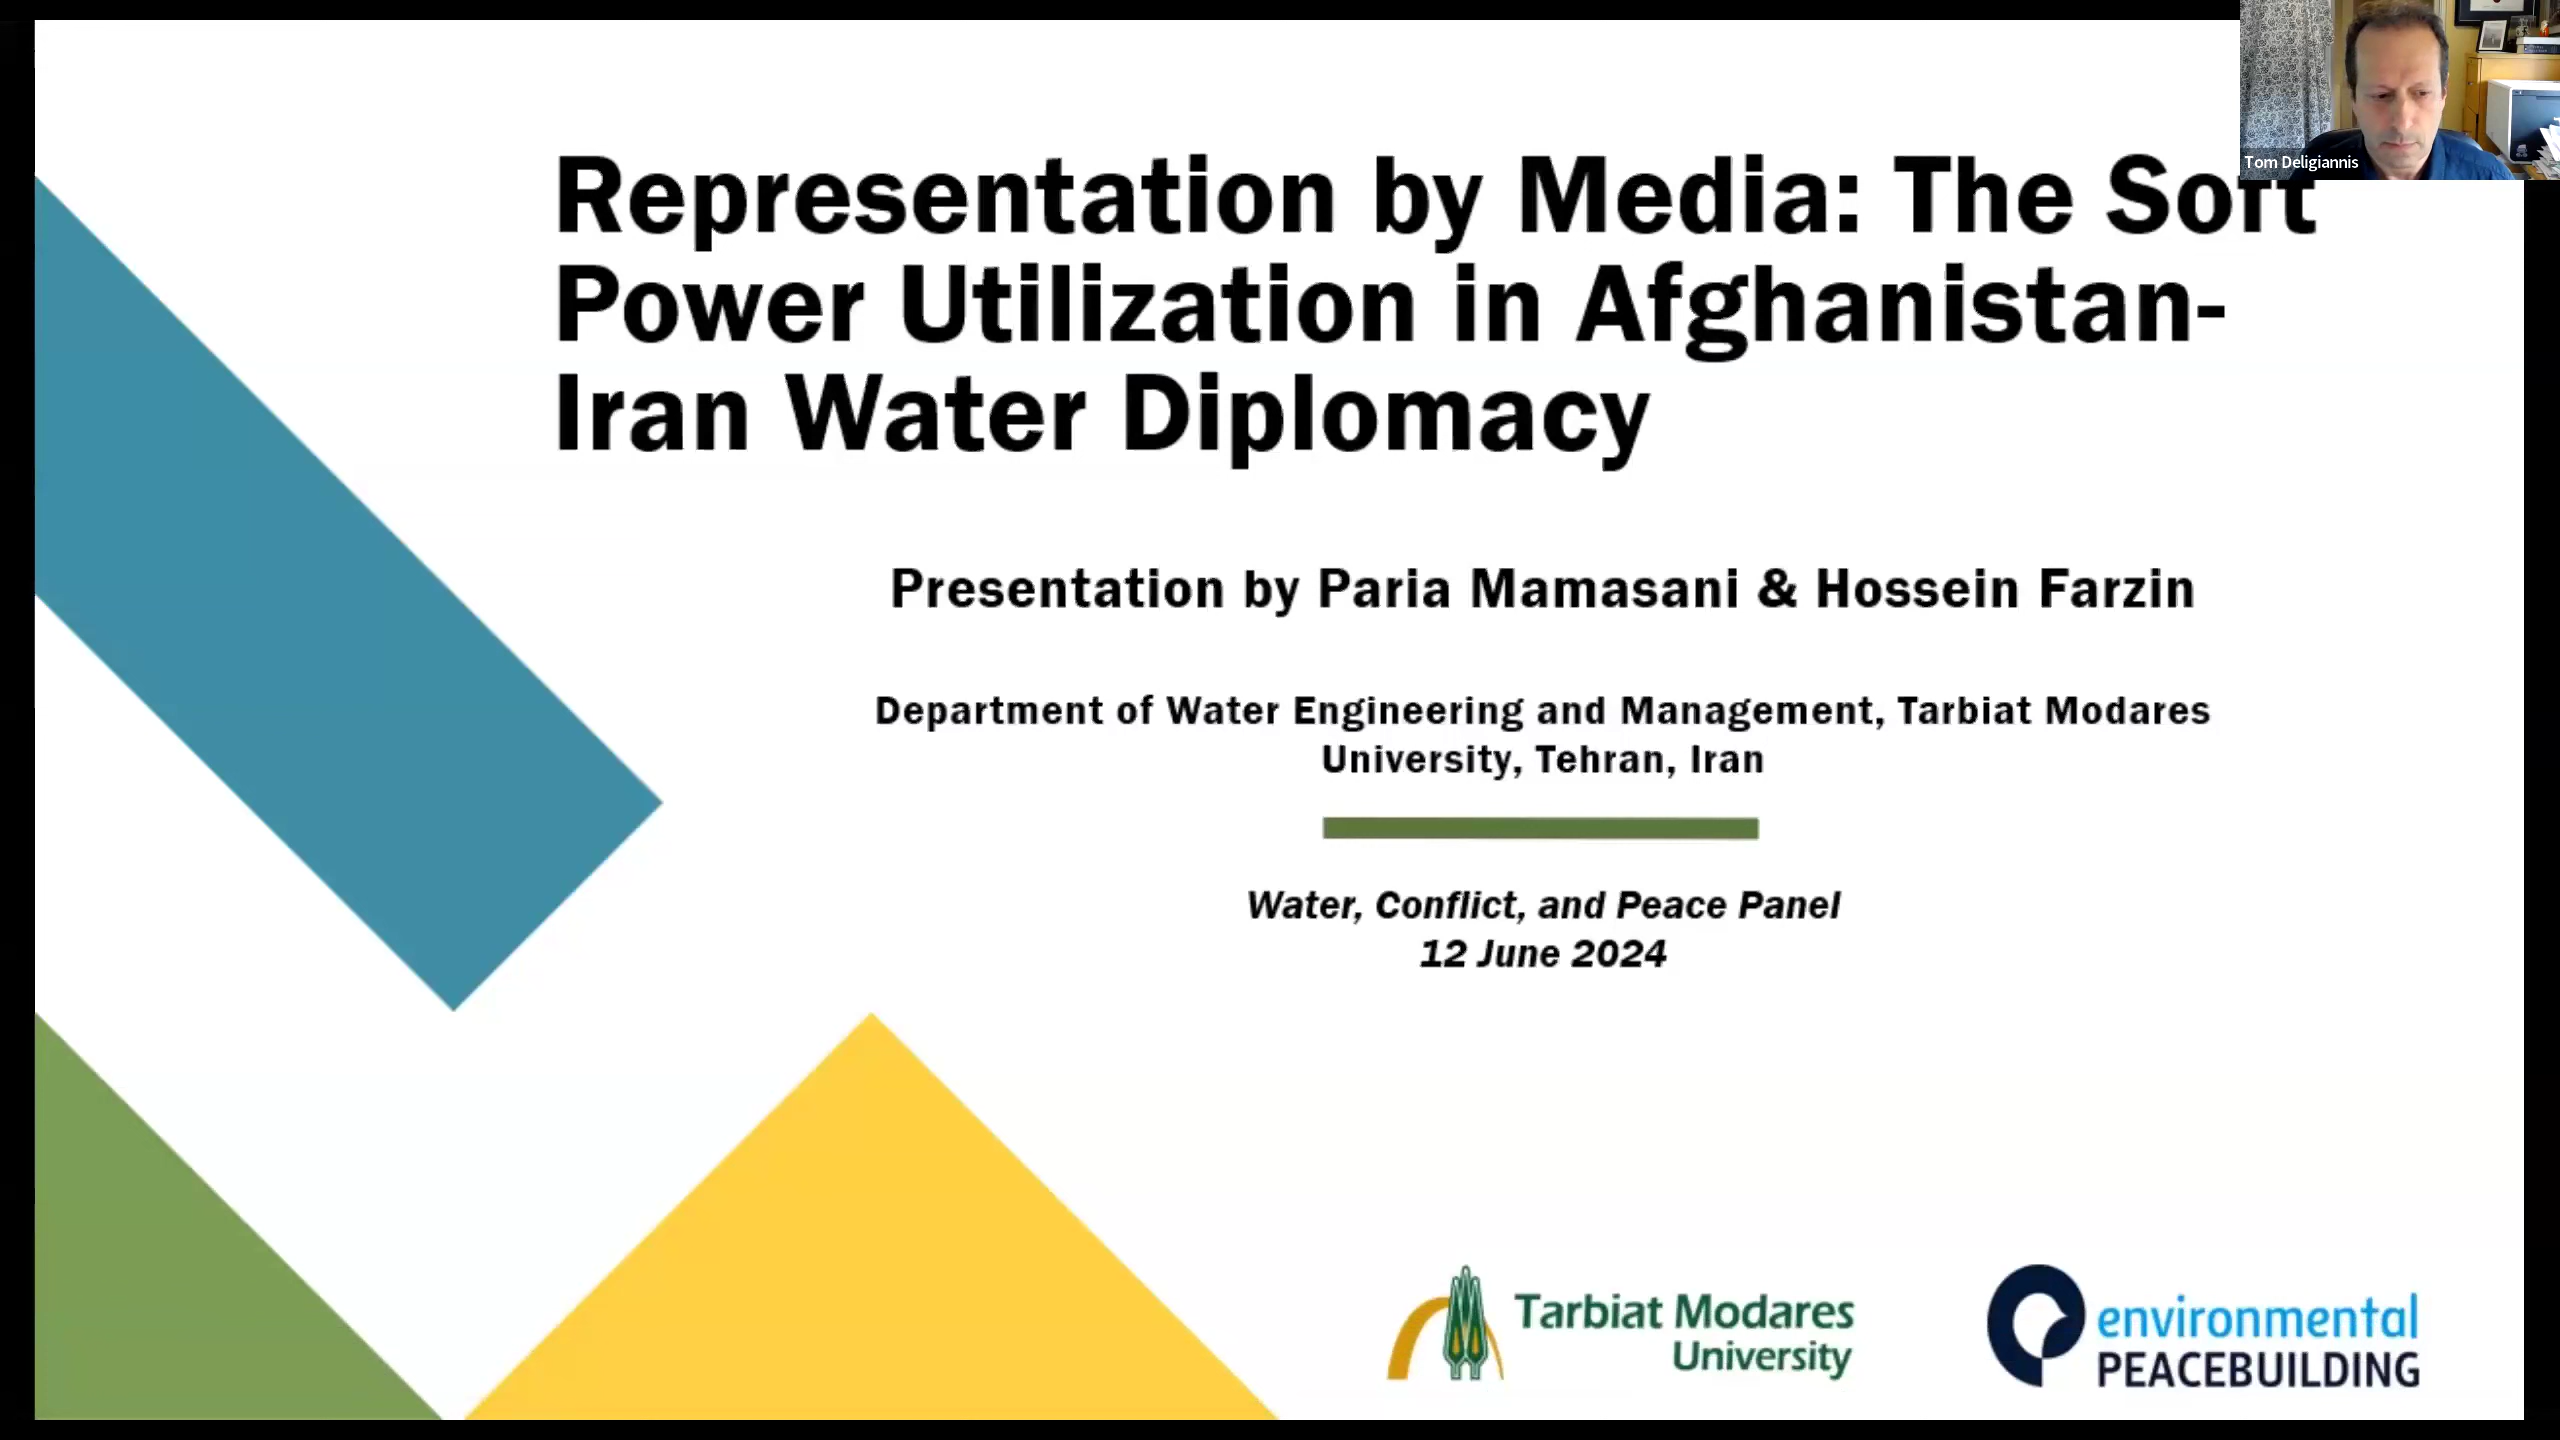 Tom Deligiannis
Representation by Media: The Soft
Power Utilization in Afghanistan-
Iran Water Diplomacy
Presentation by Paria Mamasani & Hossein Farzin
Department of Water Engineering and Management, Tarbiat Modares
University, Tehran, Iran
Water, Conflict, and Peace Panel
12 June 2024
Tarbiat Modares
University
environmental
PEACEBUILDING